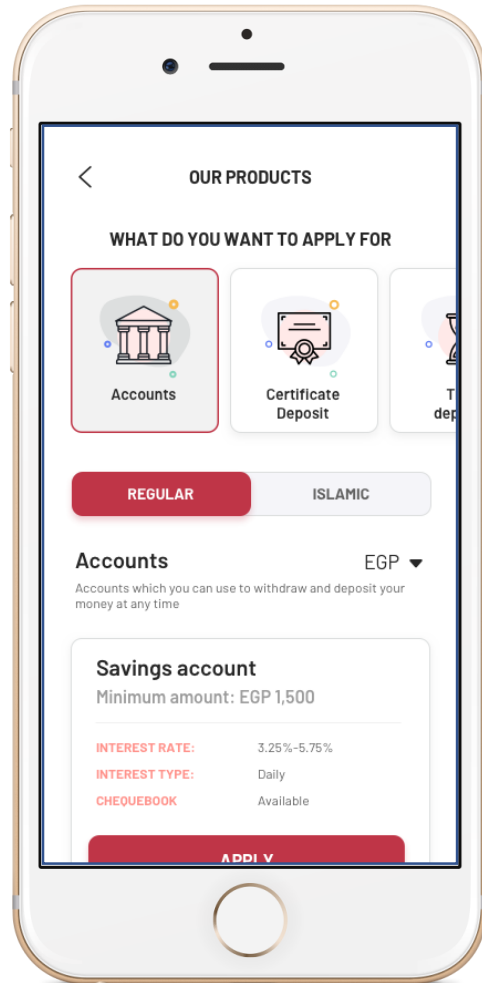 OUR PRODUCTS
WHAT DO YOU WANT TO APPLY FOR
Accounts
Certificate
Deposit
REGULAR
ISLAMIC
Accounts
EGP
Accounts which you can use to withdraw and deposit your
money at any time
Savings account
Minimum amount: EGP 1,500
INTEREST RATE: 3.25%-5.75%
INTEREST TYPE: Daily
CHEQUEBOOK Available
APPLY